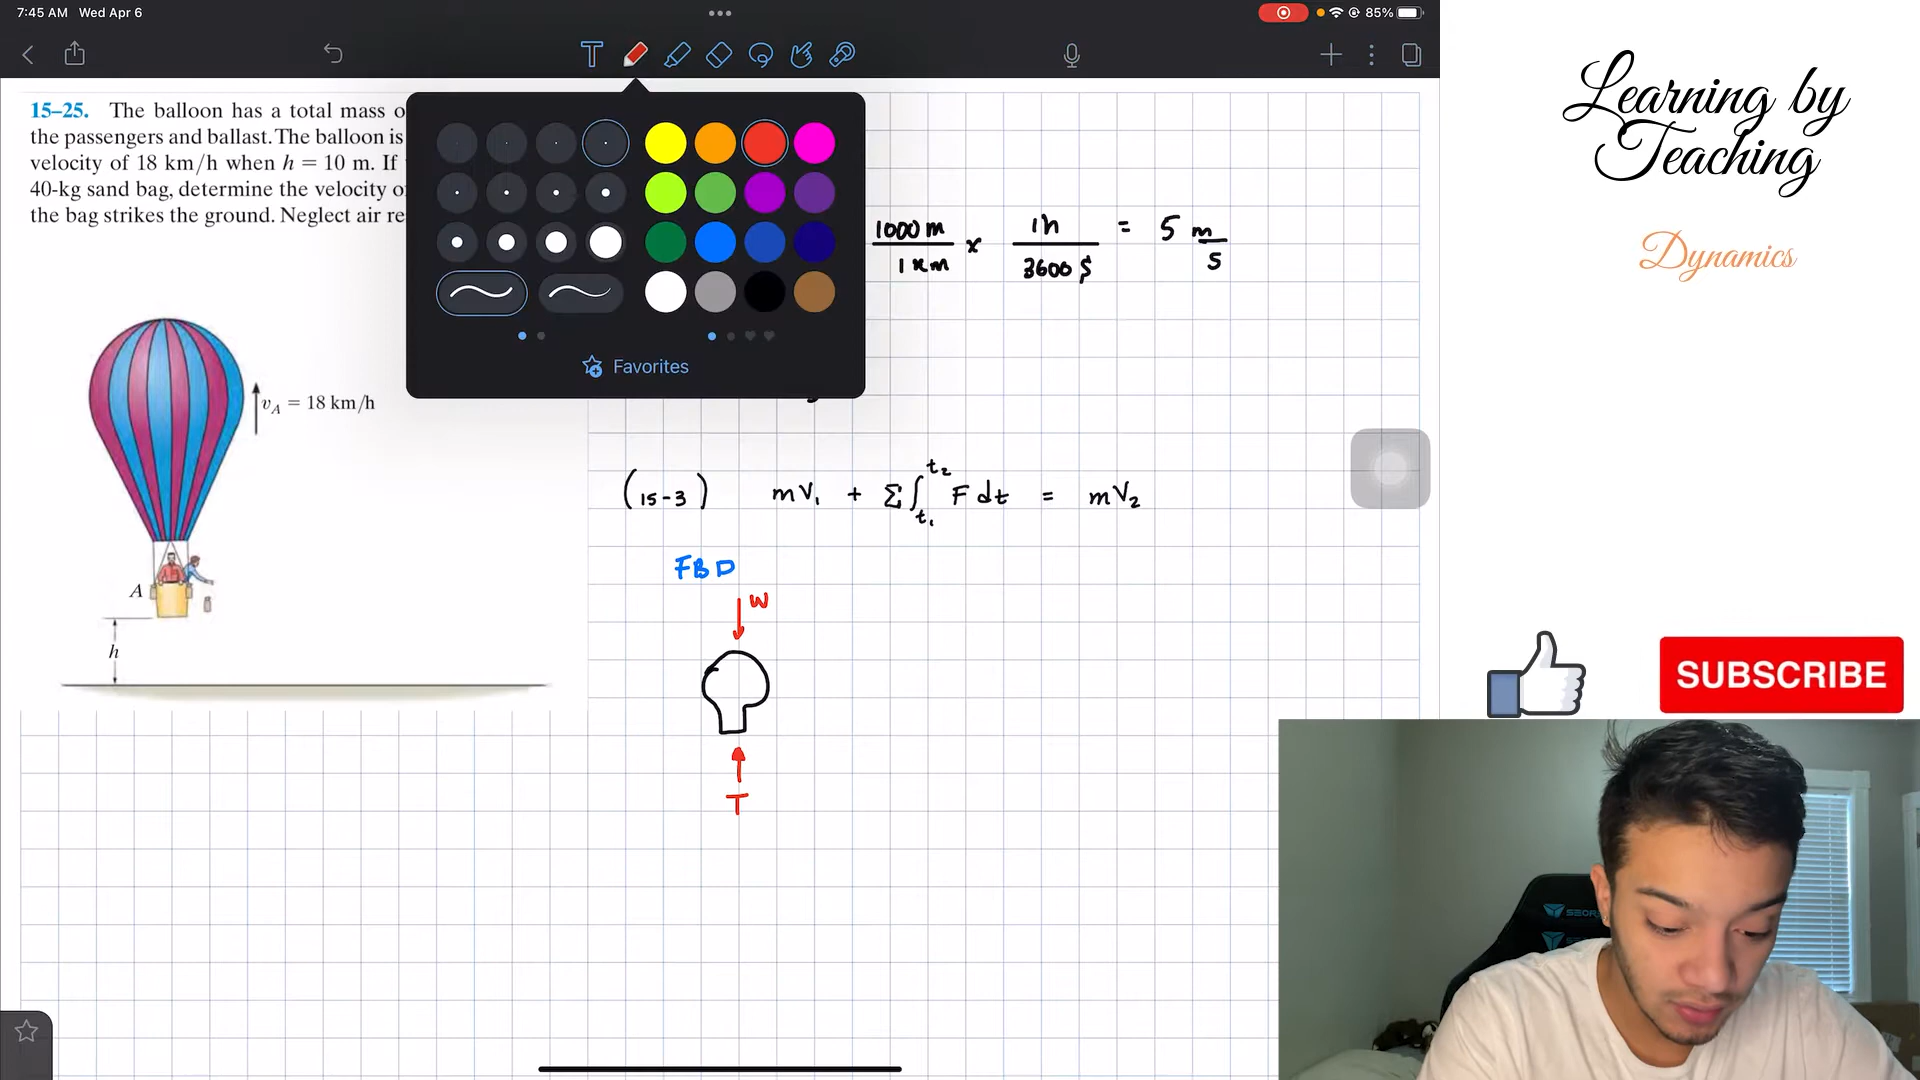 7:45 AM Wed Apr 6
85%
15–25. The balloon has a total mass o
the passengers and ballast. The balloon is
velocity of 18 km/h when h = 10 m. If
40-kg sand bag, determine the velocity o
the bag strikes the ground. Neglect air re
Favorites
1000 m / 1 km x 1h / 3600 s = 5 m/s
vA = 18 km/h
A
h
(15-3) mV1 + Σ∫t1t2 F dt = mV2
FBD
W
T
Learning by
Teaching
Dynamics
SUBSCRIBE